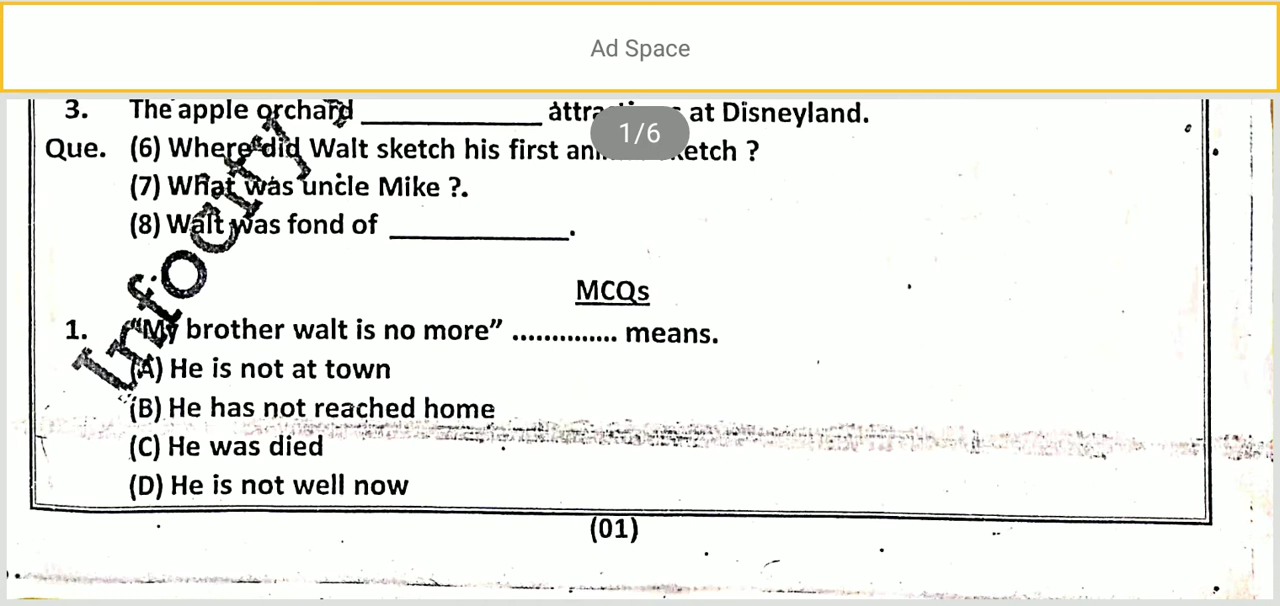 Ad Space
3. The apple orchard ____________ at Disneyland.
1/6
Que. (6) Where did Walt sketch his first ?
(7) What was uncle Mike ?.
(8) Walt was fond of ____________.
Infocity
MCQs
1. “My brother walt is no more” .............. means.
(A) He is not at town
(B) He has not reached home
(C) He was died
(D) He is not well now
(01)